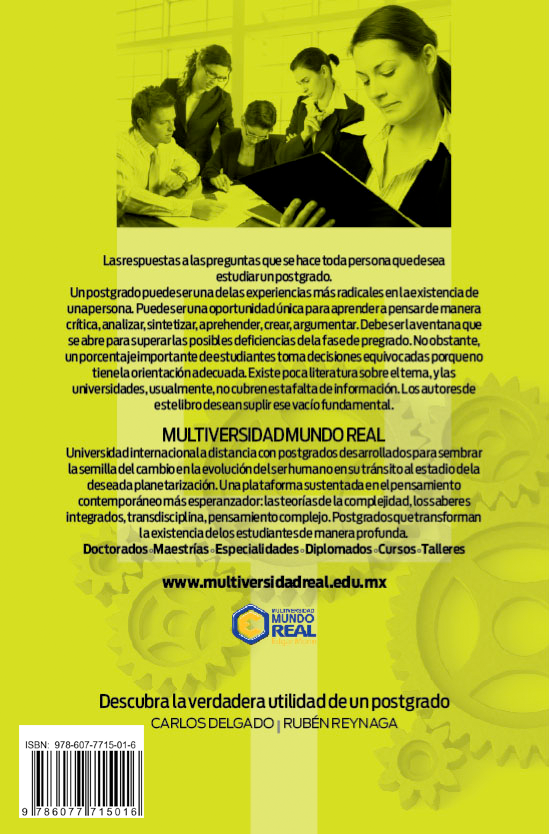 Las respuestas a las preguntas que se hace toda persona que desea
estudiar un postgrado.
Un postgrado puede ser una de las experiencias más radicales en la existencia de
una persona. Puede ser una oportunidad única para aprender a pensar de manera
crítica, analizar, sintetizar, aprehender, crear, argumentar. Debe ser la ventana que
se abre para superar las posibles deficiencias de la fase de pregrado. No obstante,
un porcentaje importante de estudiantes toma decisiones equivocadas porque no
tiene la orientación adecuada. Existe poca literatura sobre el tema, y las
universidades, usualmente, no cubren esta falta de información. Los autores de
este libro desean suplir ese vacío fundamental.
MULTIVERSIDAD MUNDO REAL
Universidad internacional a distancia con postgrados desarrollados para sembrar
la semilla del cambio en la evolución del ser humano en su tránsito al estadio de la
deseada planetarización. Una plataforma sustentada en el pensamiento
contemporáneo más esperanzador: las teorías de la complejidad, los saberes
integrados, transdisciplina, pensamiento complejo. Postgrados que transforman
la existencia de los estudiantes de manera profunda.
Doctorados•Maestrías•Especialidades•Diplomados•Cursos•Talleres
www.multiversidadreal.edu.mx
MULTIVERSIDAD
MUNDO
REAL
Descubra la verdadera utilidad de un postgrado
CARLOS DELGADO | RUBÉN REYNAGA
ISBN: 978-607-7715-01-6
9 786077 715016